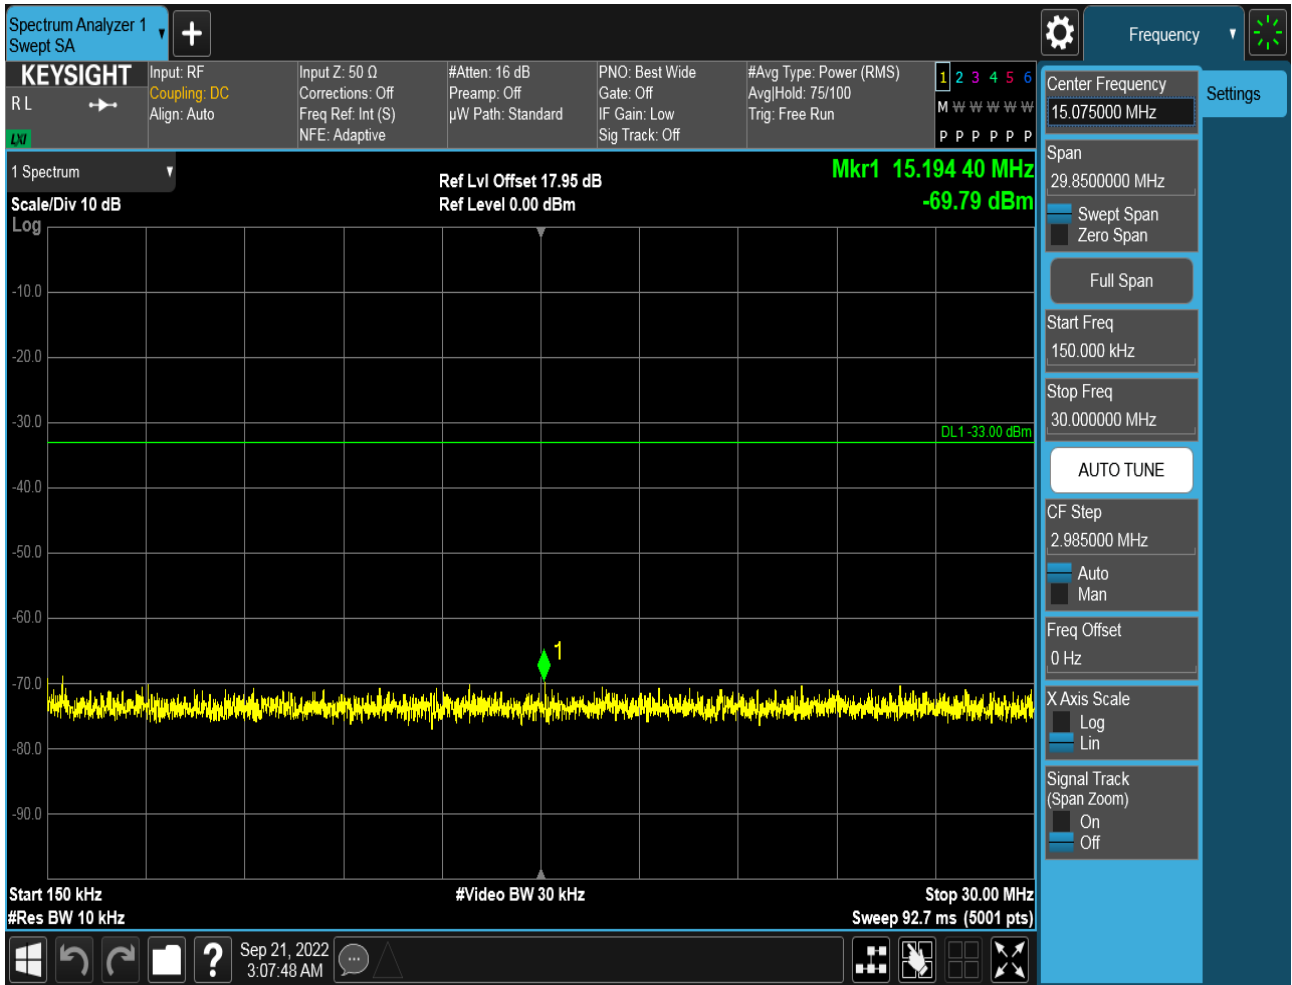 Spectrum Analyzer 1
Swept SA
Frequency
KEYSIGHT
R L
LXI
Input: RF
Coupling: DC
Align: Auto
Input Z: 50 Ω
Corrections: Off
Freq Ref: Int (S)
NFE: Adaptive
#Atten: 16 dB
Preamp: Off
µW Path: Standard
PNO: Best Wide
Gate: Off
IF Gain: Low
Sig Track: Off
#Avg Type: Power (RMS)
Avg|Hold: 75/100
Trig: Free Run
1 2 3 4 5 6
M W W W W W
P P P P P P
1 Spectrum
Scale/Div 10 dB
Log
Ref Lvl Offset 17.95 dB
Ref Level 0.00 dBm
Mkr1 15.194 40 MHz
-69.79 dBm
-10.0
-20.0
-30.0
DL1 -33.00 dBm
-40.0
-50.0
-60.0
1
-70.0
-80.0
-90.0
Start 150 kHz
#Res BW 10 kHz
#Video BW 30 kHz
Stop 30.00 MHz
Sweep 92.7 ms (5001 pts)
Sep 21, 2022
3:07:48 AM
Center Frequency
15.075000 MHz
Settings
Span
29.8500000 MHz
Swept Span
Zero Span
Full Span
Start Freq
150.000 kHz
Stop Freq
30.000000 MHz
AUTO TUNE
CF Step
2.985000 MHz
Auto
Man
Freq Offset
0 Hz
X Axis Scale
Log
Lin
Signal Track
(Span Zoom)
On
Off